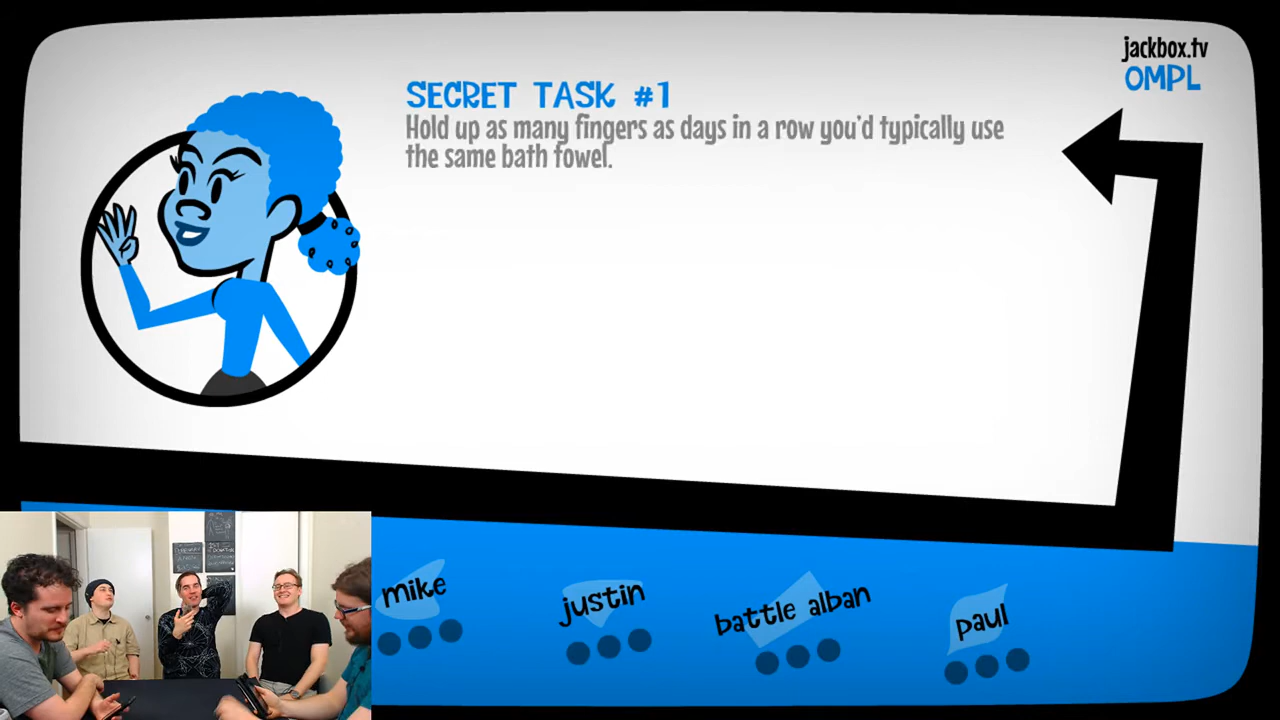 jackbox.tv
OMPL
SECRET TASK #1
Hold up as many fingers as days in a row you'd typically use
the same bath towel.
mike
justin
battle alban
paul